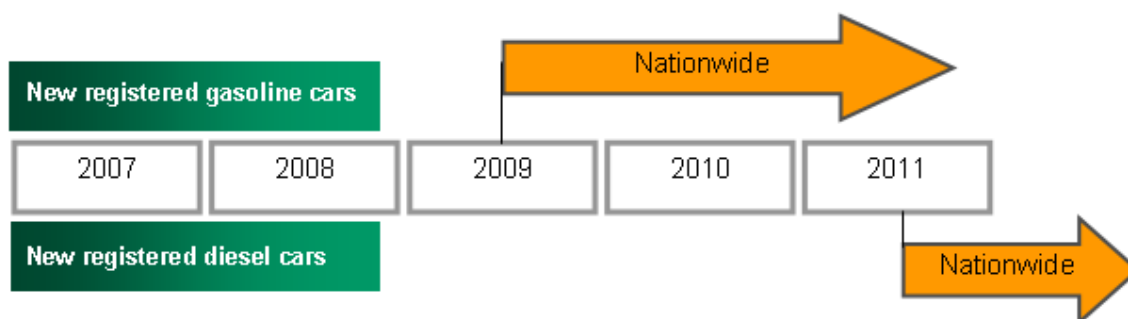 Nationwide
New registered gasoline cars
2007 2008 2009 2010 2011
New registered diesel cars
Nationwide